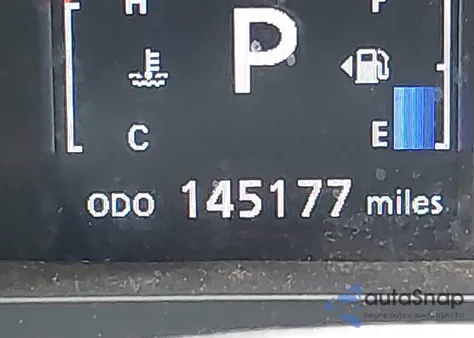 H F
P
C E
ODO 145177 miles
autoSnap